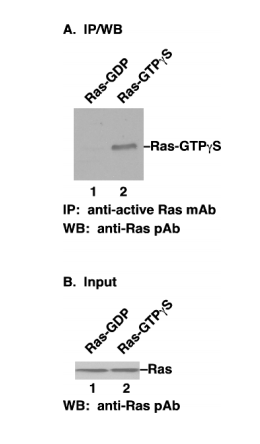 A. IP/WB
Ras-GDP
Ras-GTPγS
–Ras-GTPγS
1 2
IP: anti-active Ras mAb
WB: anti-Ras pAb
B. Input
Ras-GDP
Ras-GTPγS
–Ras
1 2
WB: anti-Ras pAb